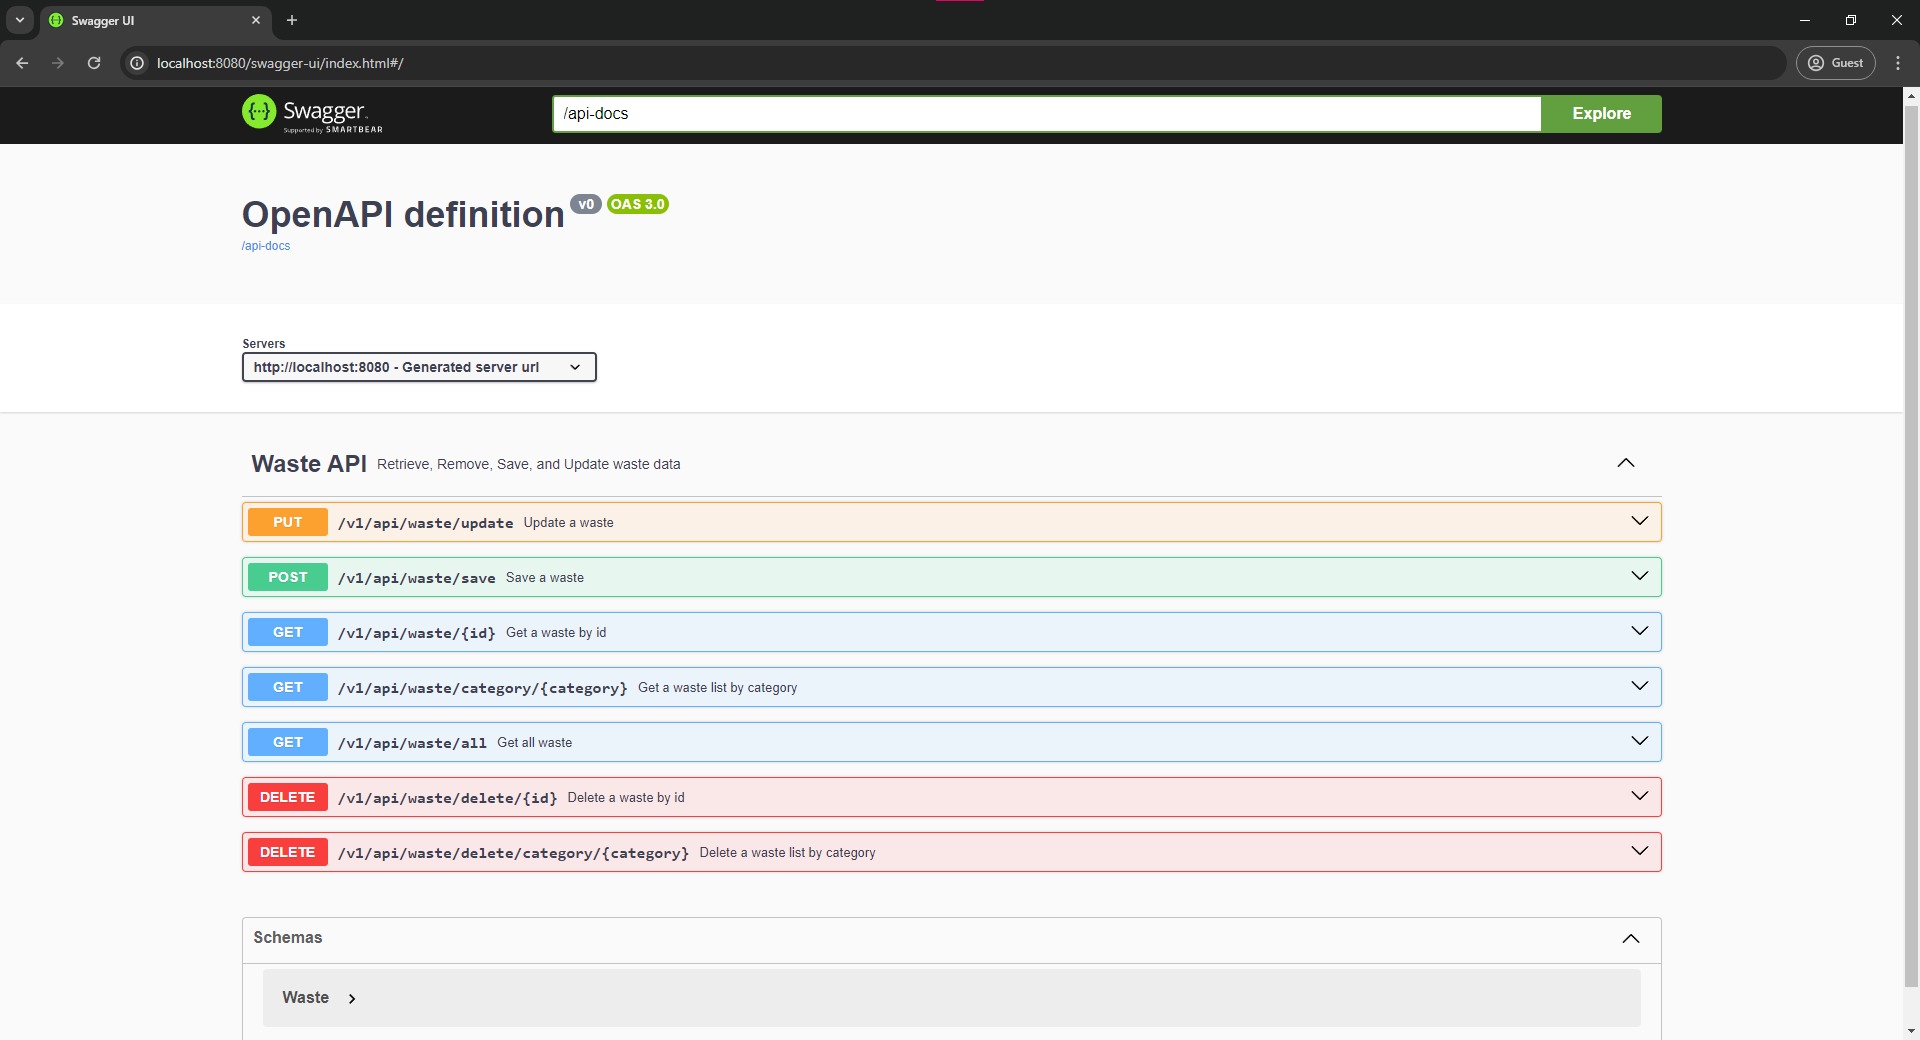 Swagger UI
localhost:8080/swagger-ui/index.html#/
Guest
Swagger
Supported by SMARTBEAR
/api-docs
Explore
OpenAPI definition v0 OAS 3.0
/api-docs
Servers
http://localhost:8080 - Generated server url
Waste API Retrieve, Remove, Save, and Update waste data
PUT /v1/api/waste/update Update a waste
POST /v1/api/waste/save Save a waste
GET /v1/api/waste/{id} Get a waste by id
GET /v1/api/waste/category/{category} Get a waste list by category
GET /v1/api/waste/all Get all waste
DELETE /v1/api/waste/delete/{id} Delete a waste by id
DELETE /v1/api/waste/delete/category/{category} Delete a waste list by category
Schemas
Waste